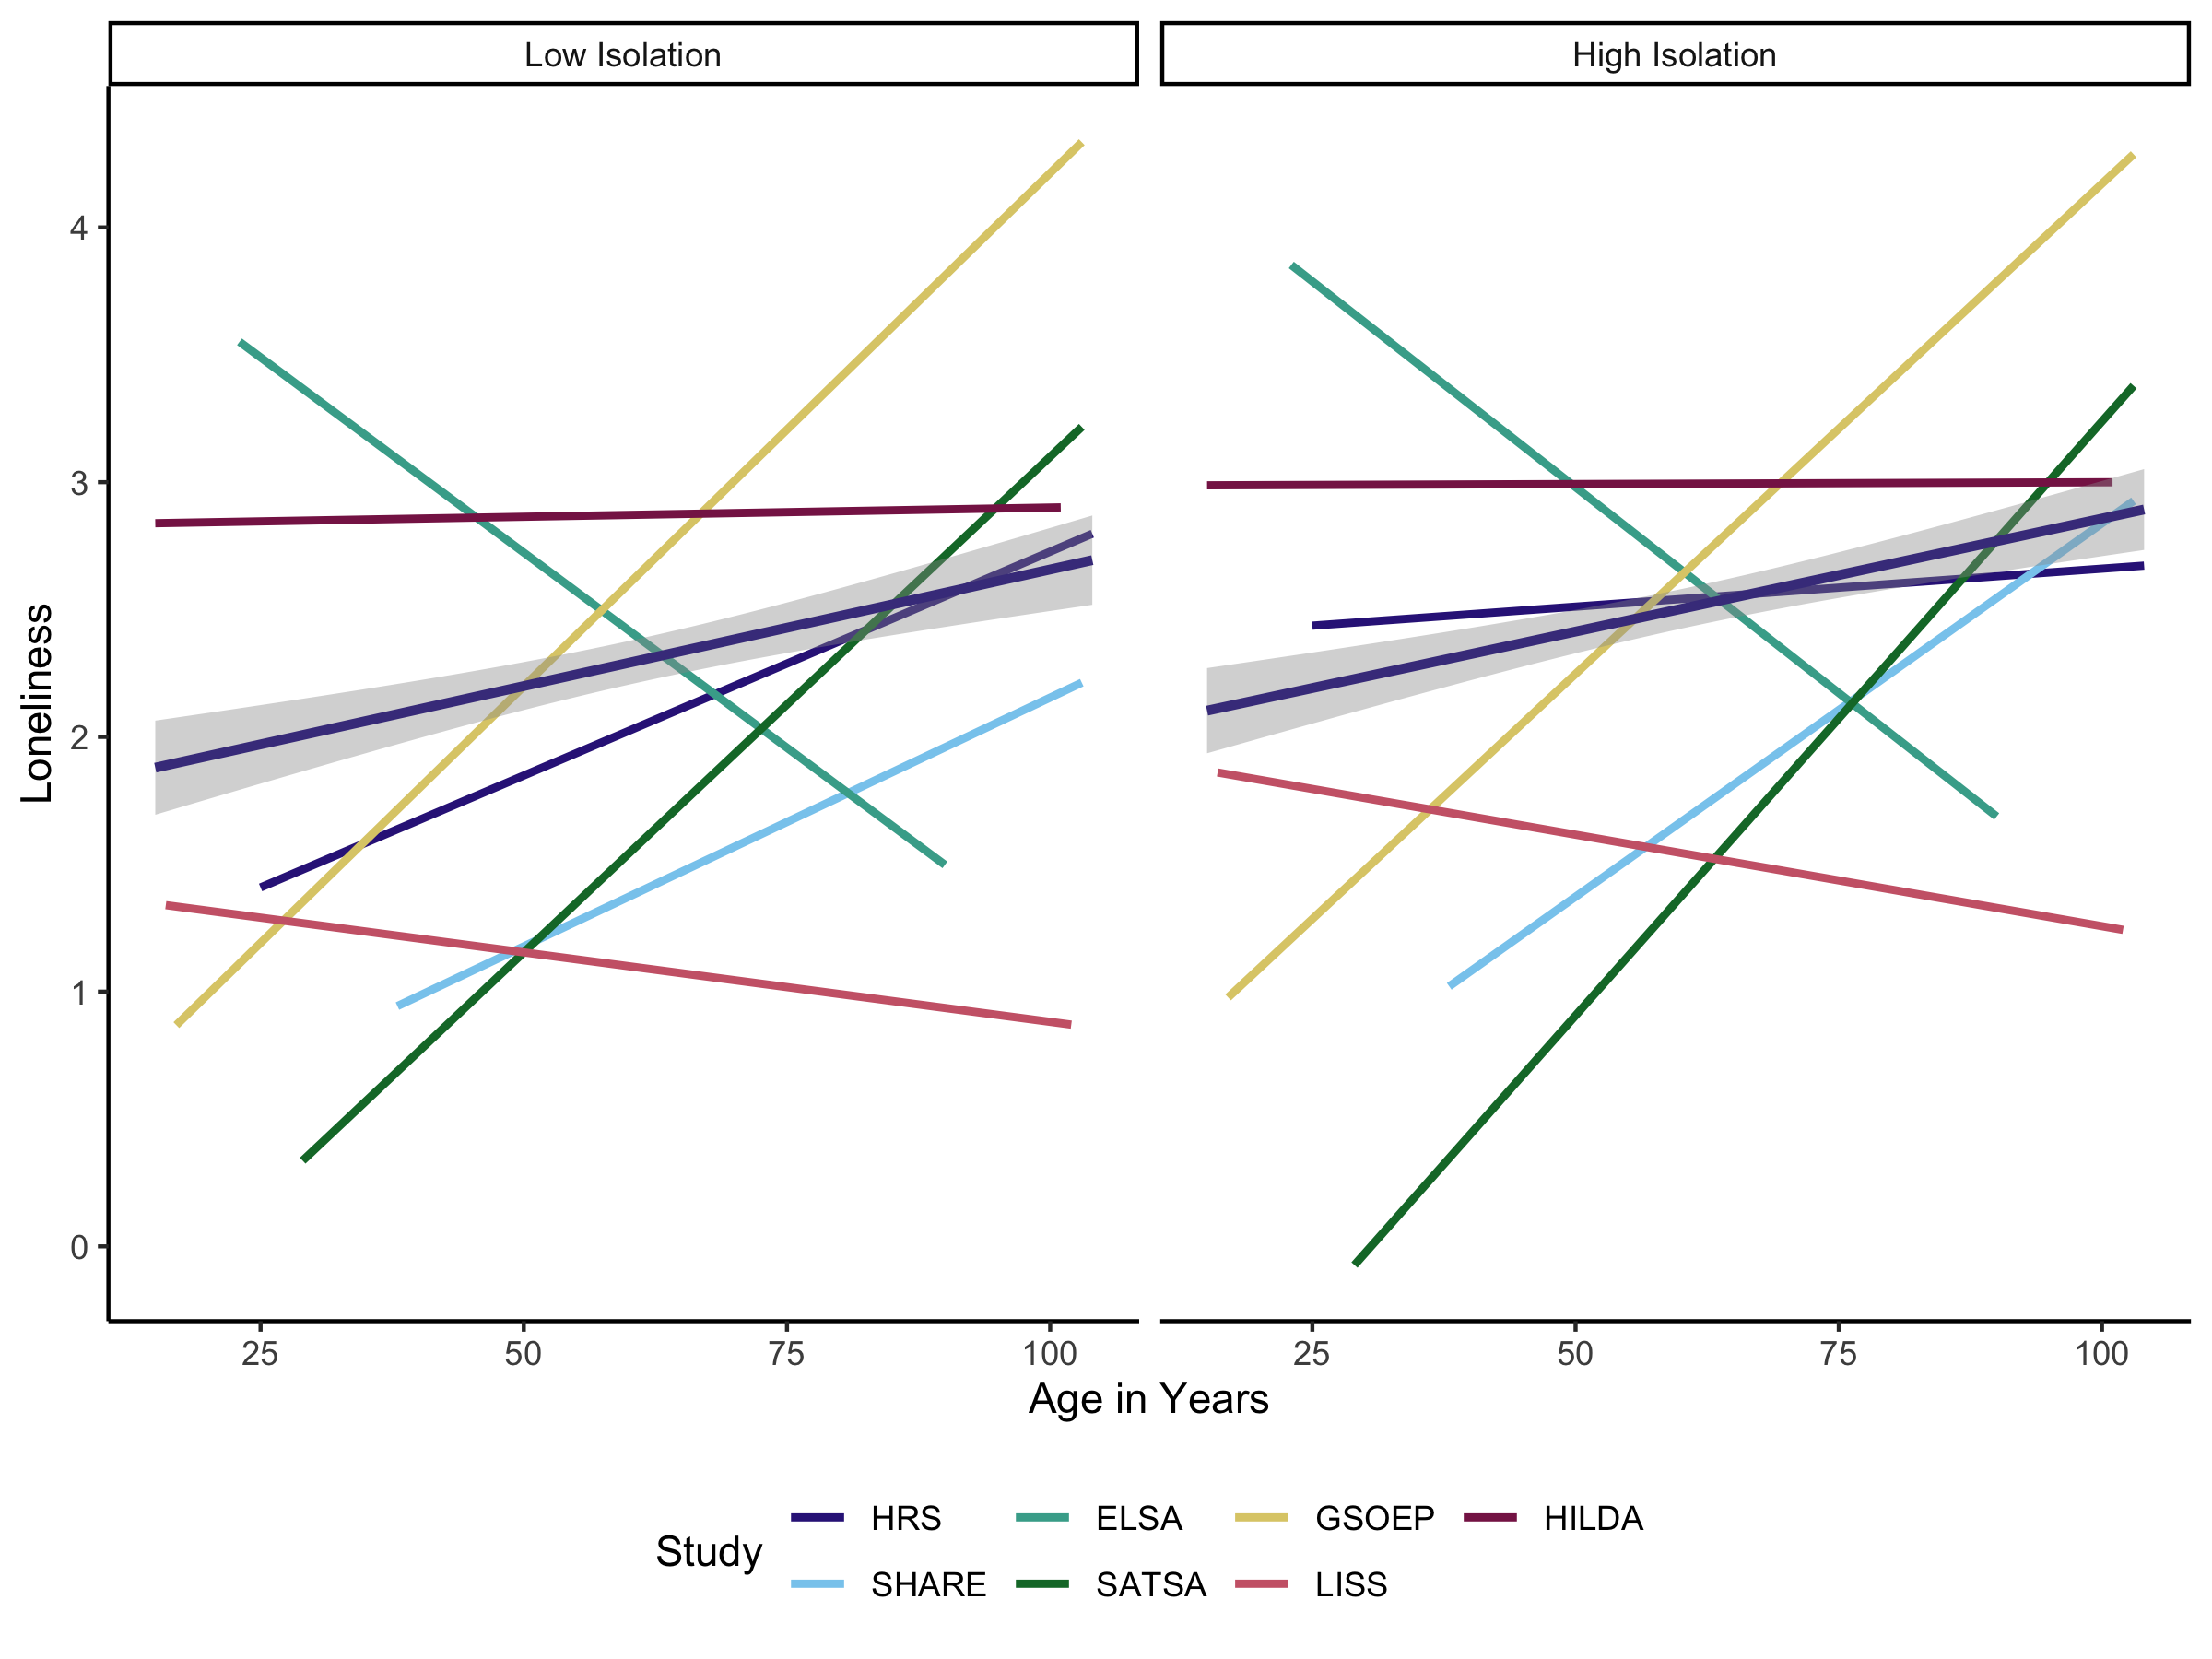 Low Isolation
High Isolation
Loneliness
4
3
2
1
0
25 50 75 100
25 50 75 100
Age in Years
Study
HRS ELSA GSOEP HILDA
SHARE SATSA LISS